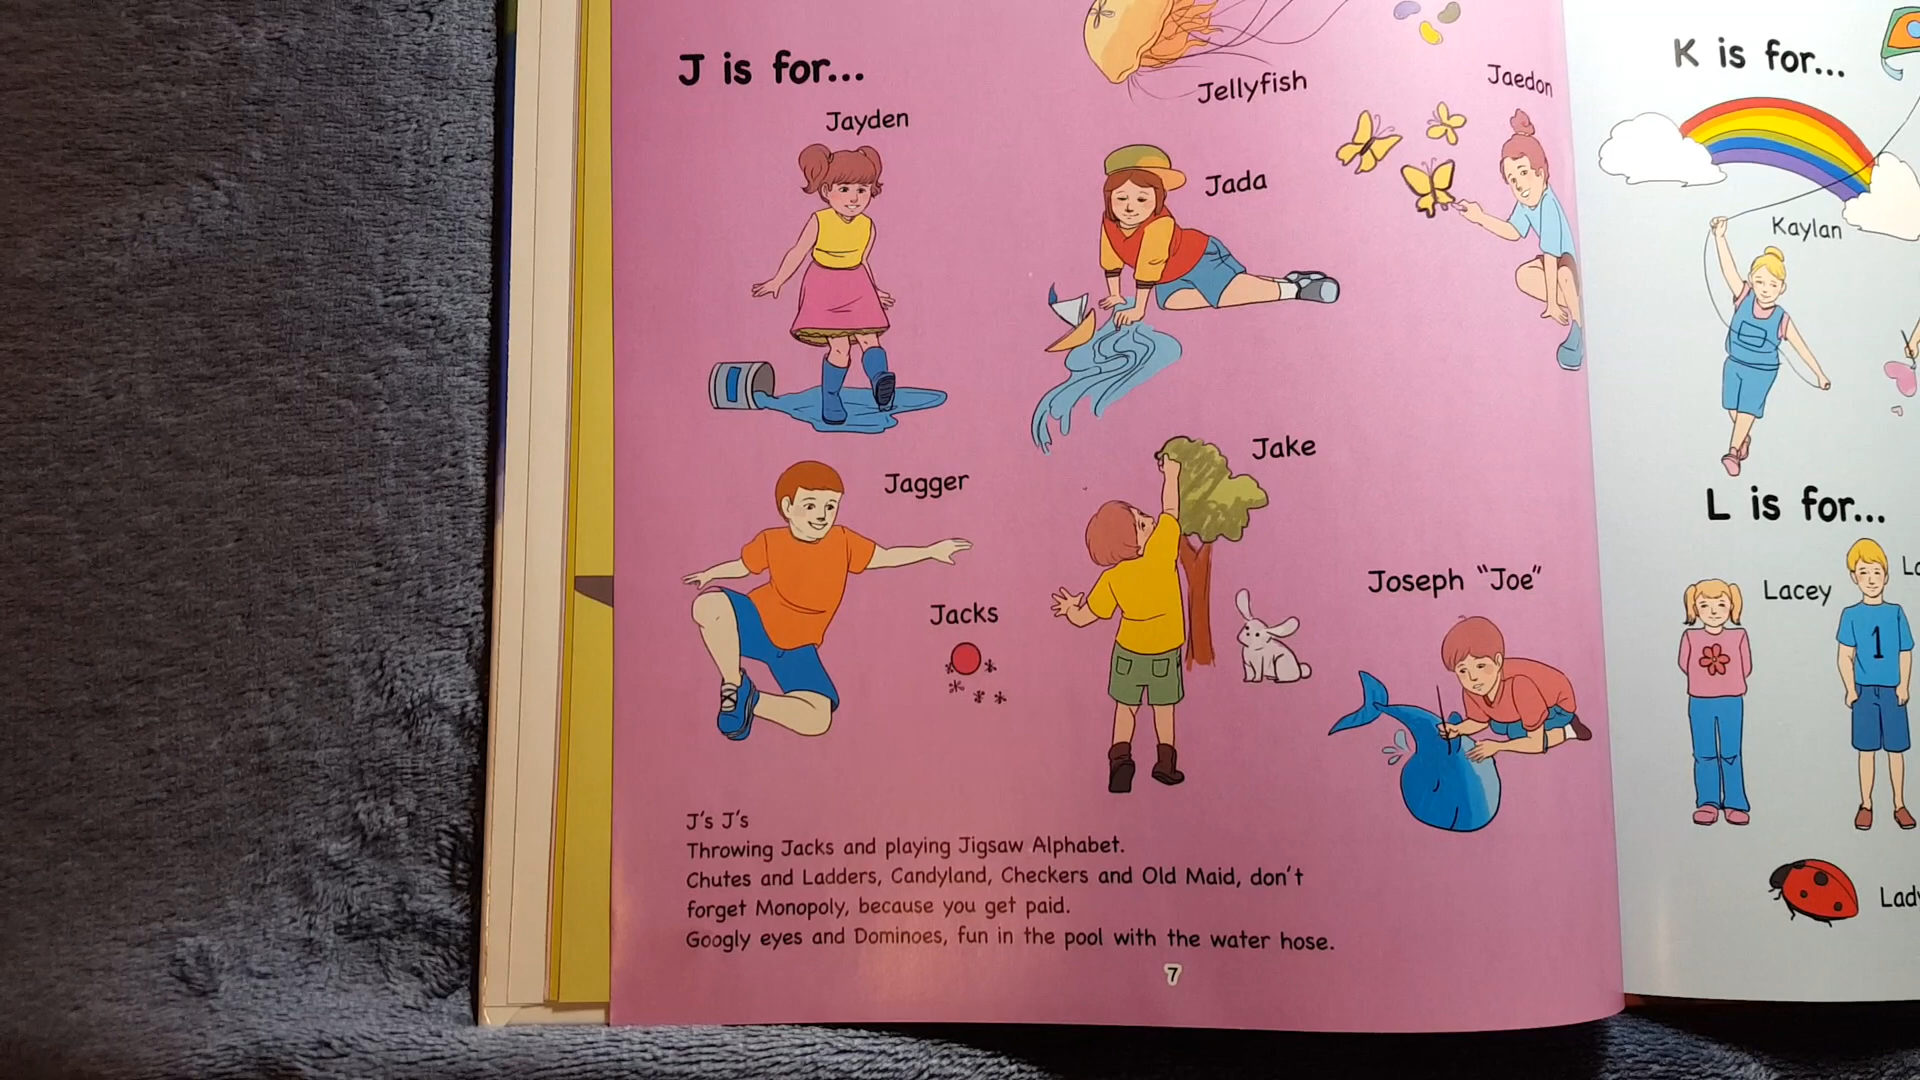 J is for...
Jellyfish
Jaedon
Jayden
Jada
Jake
Jagger
Jacks
Joseph "Joe"
J's J's
Throwing Jacks and playing Jigsaw Alphabet.
Chutes and Ladders, Candyland, Checkers and Old Maid, don't
forget Monopoly, because you get paid.
Googly eyes and Dominoes, fun in the pool with the water hose.
7
K is for...
Kaylan
L is for...
Lacey
1